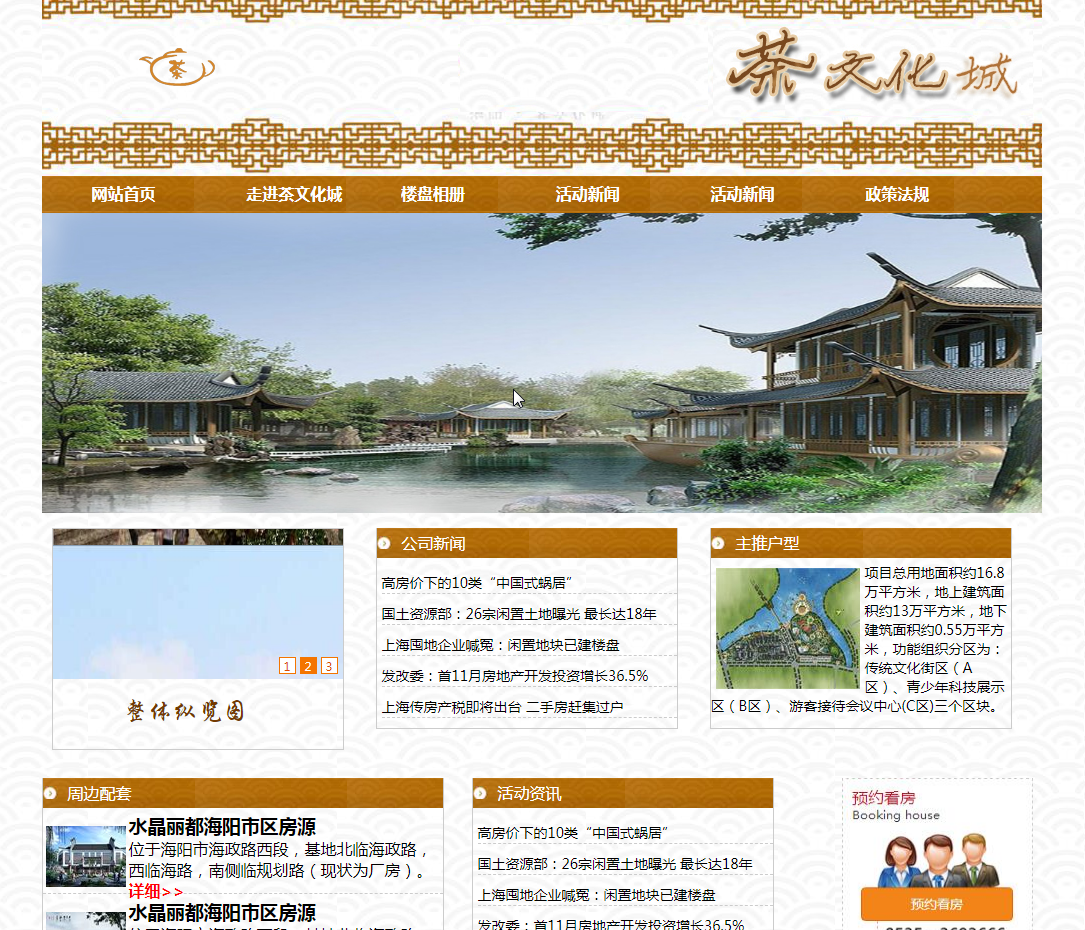 茶
茶文化城
网站首页 走进茶文化城 楼盘相册 活动新闻 活动新闻 政策法规
1 2 3
整体纵览图
公司新闻
高房价下的10类“中国式蜗居”
国土资源部：26宗闲置土地曝光 最长达18年
上海囤地企业喊冤：闲置地块已建楼盘
发改委：首11月房地产开发投资增长36.5%
上海传房产税即将出台 二手房赶集过户
主推户型
项目总用地面积约16.8
万平方米，地上建筑面
积约13万平方米，地下
建筑面积约0.55万平方
米，功能组织分区为：
传统文化街区（A
区）、青少年科技展示
区（B区）、游客接待会议中心(C区)三个区块。
周边配套
水晶丽都海阳市区房源
位于海阳市海政路西段，基地北临海政路，
西临海路，南侧临规划路（现状为厂房）。
详细>>
水晶丽都海阳市区房源
活动资讯
高房价下的10类“中国式蜗居”
国土资源部：26宗闲置土地曝光 最长达18年
上海囤地企业喊冤：闲置地块已建楼盘
发改委：首11月房地产开发投资增长36.5%
预约看房
Booking house
预约看房